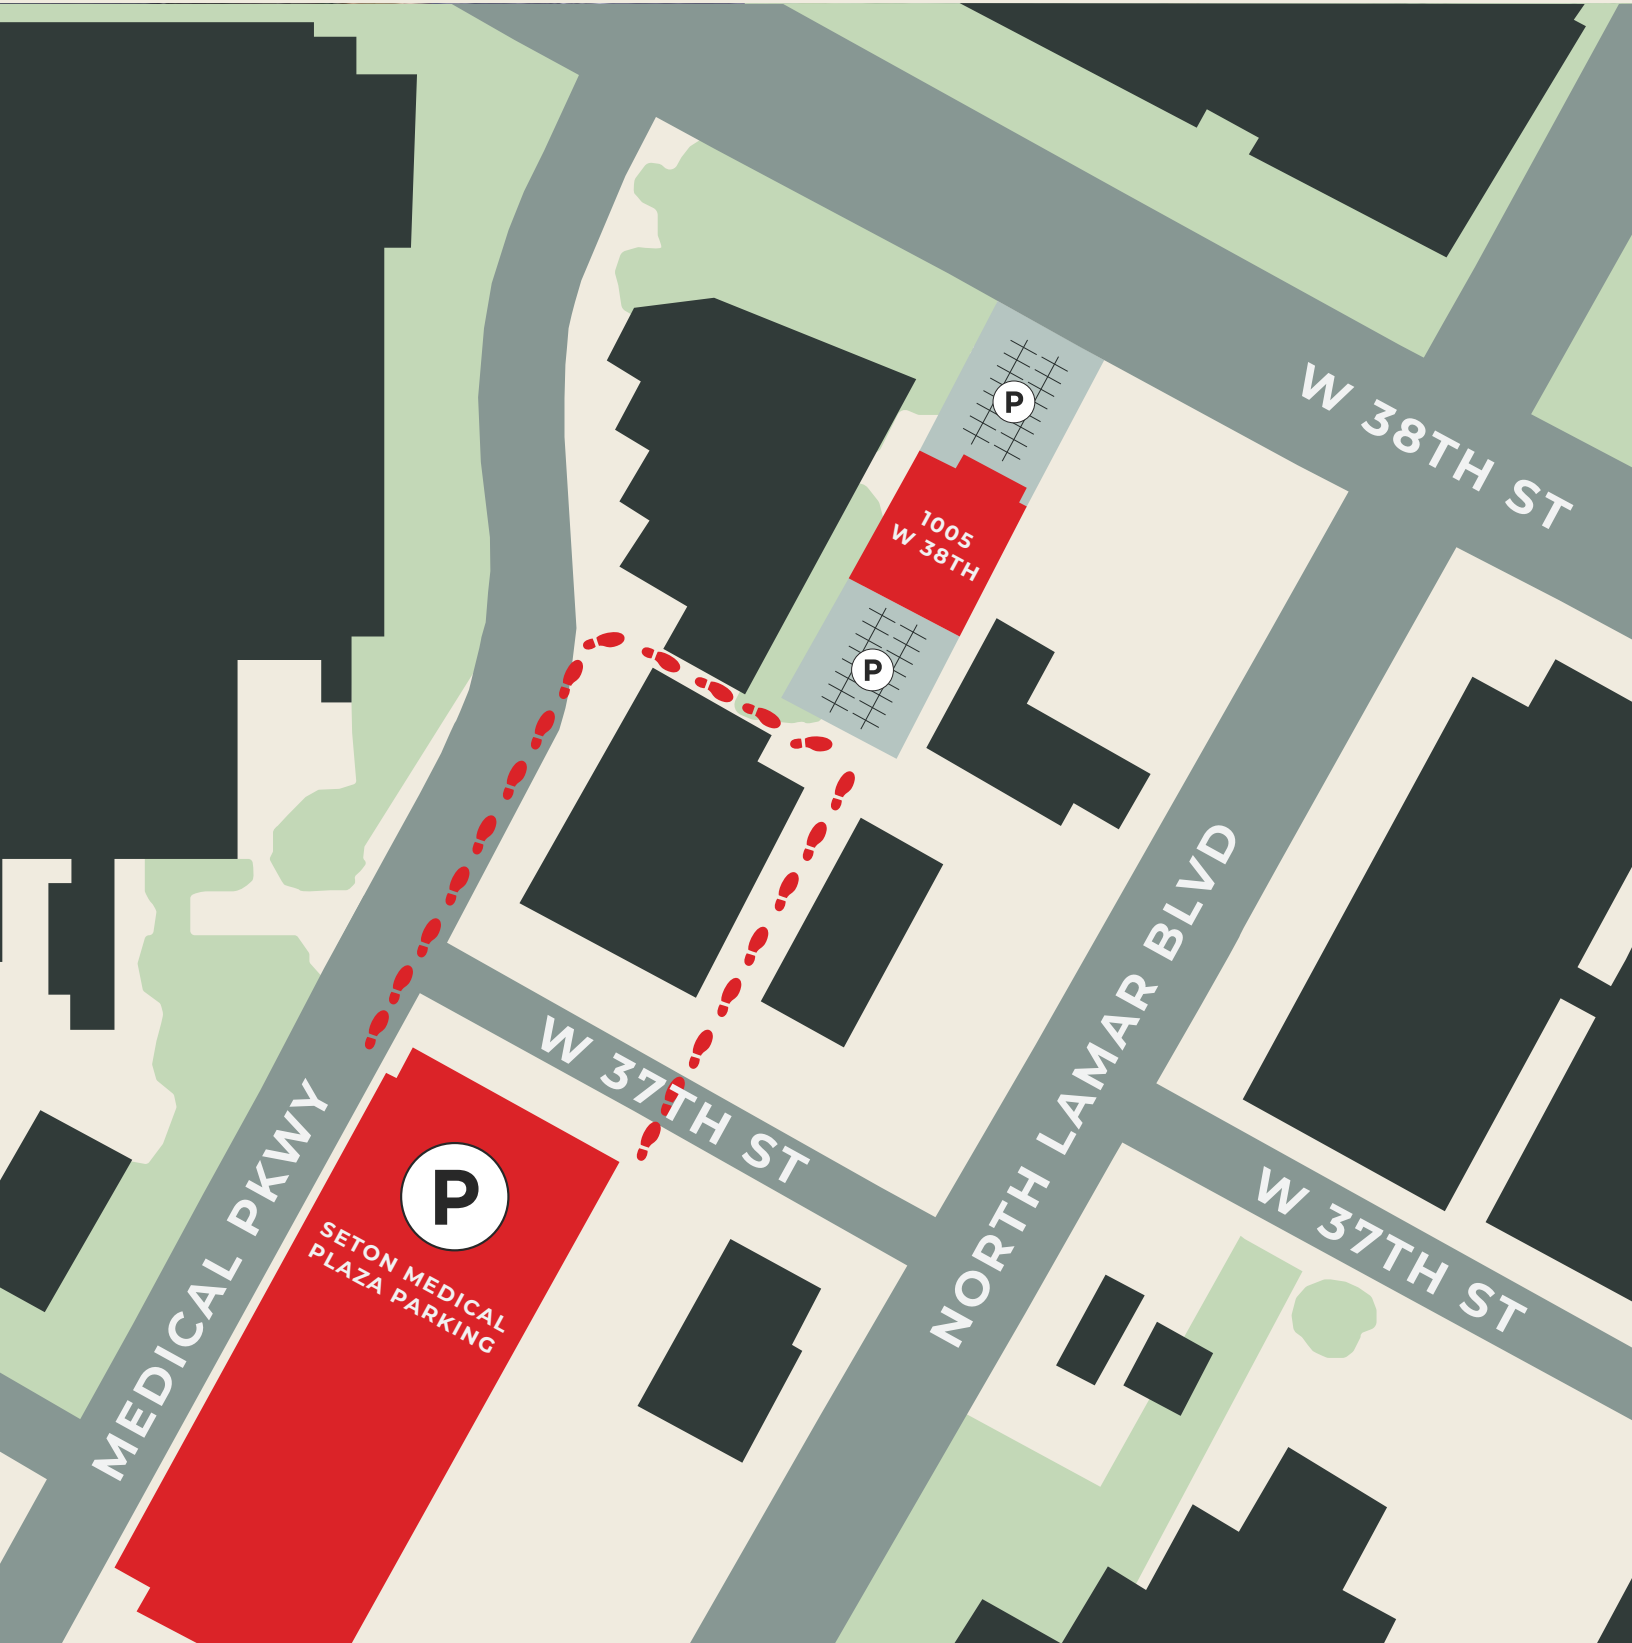 W 38TH ST
P
1005
W 38TH
P
NORTH LAMAR BLVD
W 37TH ST
P
SETON MEDICAL
PLAZA PARKING
MEDICAL PKWY
W 37TH ST